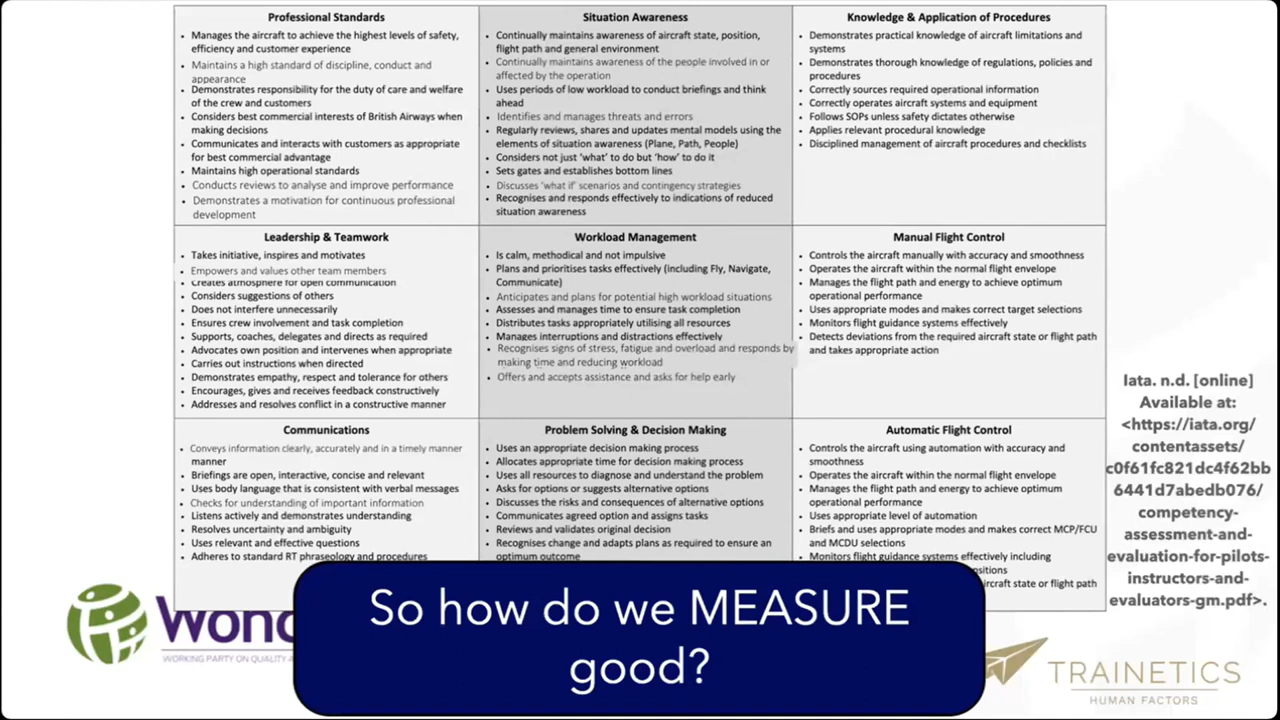 Professional Standards
Manages the aircraft to achieve the highest levels of safety,
efficiency and customer experience
Maintains a high standard of discipline, conduct and
appearance
Demonstrates responsibility for the duty of care and welfare
of the crew and customers
Considers best commercial interests of British Airways when
making decisions
Communicates and interacts with customers as appropriate
for best commercial advantage
Maintains high operational standards
Conducts reviews to analyse and improve performance
Demonstrates a motivation for continuous professional
development
Situation Awareness
Continually maintains awareness of aircraft state, position,
flight path and general environment
Continually maintains awareness of the people involved in or
affected by the operation
Uses periods of low workload to conduct briefings and think
ahead
Identifies and manages threats and errors
Regularly reviews, shares and updates mental models using the
elements of situation awareness (Plane, Path, People)
Considers not just 'what' to do but 'how' to do it
Sets gates and establishes bottom lines
Discusses 'what if' scenarios and contingency strategies
Recognises and responds effectively to indications of reduced
situation awareness
Knowledge & Application of Procedures
Demonstrates practical knowledge of aircraft limitations and
systems
Demonstrates thorough knowledge of regulations, policies and
procedures
Correctly sources required operational information
Correctly operates aircraft systems and equipment
Follows SOPs unless safety dictates otherwise
Applies relevant procedural knowledge
Disciplined management of aircraft procedures and checklists
Leadership & Teamwork
Takes initiative, inspires and motivates
Empowers and values other team members
Creates atmosphere for open communication
Considers suggestions of others
Does not interfere unnecessarily
Ensures crew involvement and task completion
Supports, coaches, delegates and directs as required
Advocates own position and intervenes when appropriate
Carries out instructions when directed
Demonstrates empathy, respect and tolerance for others
Encourages, gives and receives feedback constructively
Addresses and resolves conflict in a constructive manner
Workload Management
Is calm, methodical and not impulsive
Plans and prioritises tasks effectively (including Fly, Navigate,
Communicate)
Anticipates and plans for potential high workload situations
Assesses and manages time to ensure task completion
Distributes tasks appropriately utilising all resources
Manages interruptions and distractions effectively
Recognises signs of stress, fatigue and overload and responds by
making time and reducing workload
Offers and accepts assistance and asks for help early
Manual Flight Control
Controls the aircraft manually with accuracy and smoothness
Operates the aircraft within the normal flight envelope
Manages the flight path and energy to achieve optimum
operational performance
Uses appropriate modes and makes correct target selections
Monitors flight guidance systems effectively
Detects deviations from the required aircraft state or flight path
and takes appropriate action
Communications
Conveys information clearly, accurately and in a timely manner
manner
Briefings are open, interactive, concise and relevant
Uses body language that is consistent with verbal messages
Checks for understanding of important information
Listens actively and demonstrates understanding
Resolves uncertainty and ambiguity
Uses relevant and effective questions
Adheres to standard RT phraseology and procedures
Problem Solving & Decision Making
Uses an appropriate decision making process
Allocates appropriate time for decision making process
Uses all resources to diagnose and understand the problem
Asks for options or suggests alternative options
Discusses the risks and consequences of alternative options
Communicates agreed option and assigns tasks
Reviews and validates original decision
Recognises change and adapts plans as required to ensure an
optimum outcome
Automatic Flight Control
Controls the aircraft using automation with accuracy and
smoothness
Operates the aircraft within the normal flight envelope
Manages the flight path and energy to achieve optimum
operational performance
Uses appropriate level of automation
Briefs and uses appropriate modes and makes correct MCP/FCU
and MCDU selections
Monitors flight guidance systems effectively including
state or flight path
Iata. n.d. [online]
Available at:
<https://iata.org/
contentassets/
c0f61fc821dc4f62bb
6441d7abedb076/
competency-
assessment-and-
evaluation-for-pilots-
instructors-and-
evaluators-gm.pdf>.
So how do we MEASURE
good?
WORKING PARTY ON QUALITY
TRAINETICS
HUMAN FACTORS